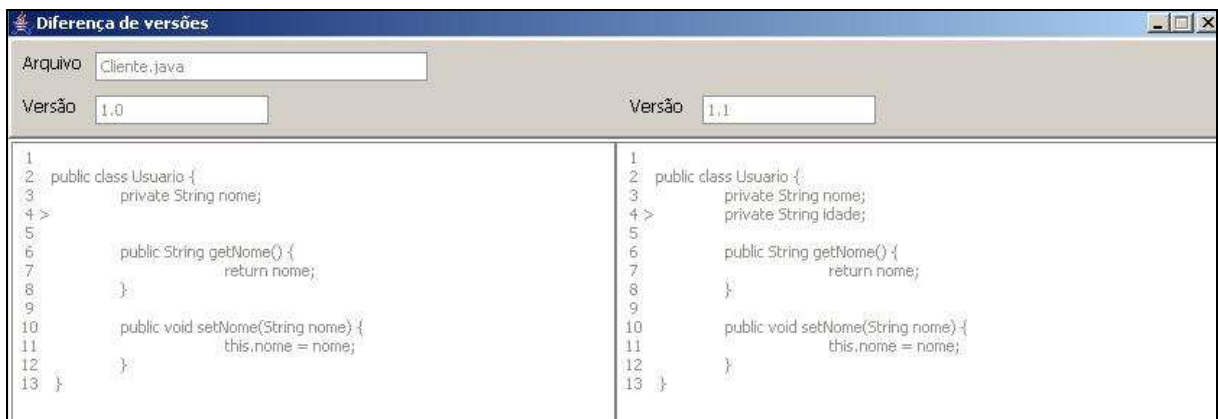 Diferença de versões
Arquivo Cliente.java
Versão 1.0 Versão 1.1
1
2 public class Usuario {
3 private String nome;
4 >
5
6 public String getNome() {
7 return nome;
8 }
9
10 public void setNome(String nome) {
11 this.nome = nome;
12 }
13 }
1
2 public class Usuario {
3 private String nome;
4 > private String idade;
5
6 public String getNome() {
7 return nome;
8 }
9
10 public void setNome(String nome) {
11 this.nome = nome;
12 }
13 }